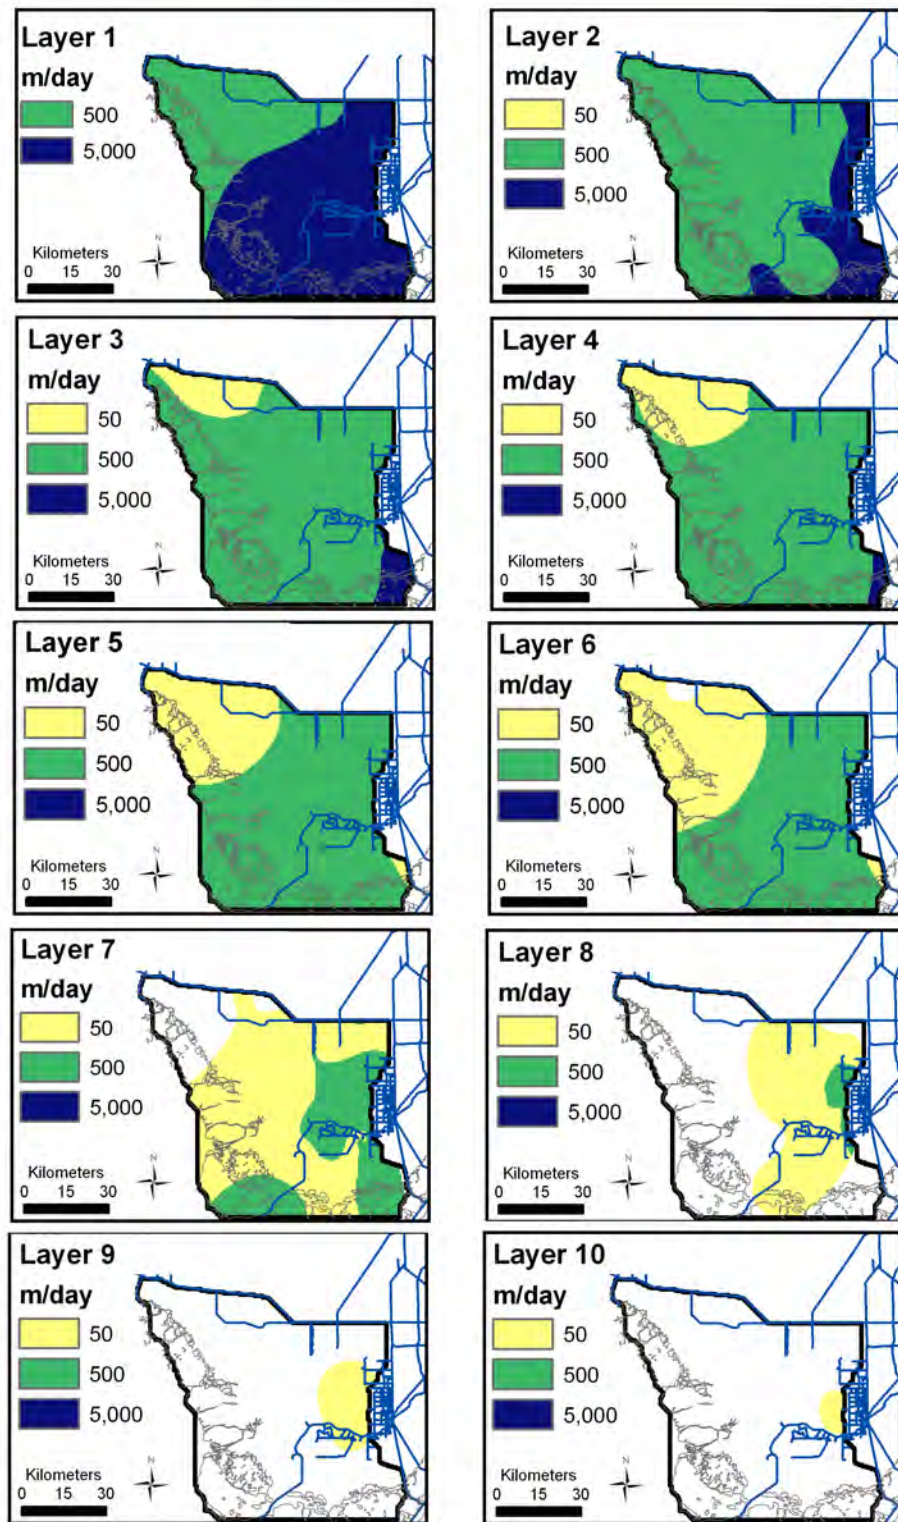 Layer 1
m/day
500
5,000
Kilometers
0 15 30
N
Layer 2
m/day
50
500
5,000
Kilometers
0 15 30
N
Layer 3
m/day
50
500
5,000
Kilometers
0 15 30
N
Layer 4
m/day
50
500
5,000
Kilometers
0 15 30
N
Layer 5
m/day
50
500
5,000
Kilometers
0 15 30
N
Layer 6
m/day
50
500
5,000
Kilometers
0 15 30
N
Layer 7
m/day
50
500
5,000
Kilometers
0 15 30
N
Layer 8
m/day
50
500
5,000
Kilometers
0 15 30
N
Layer 9
m/day
50
500
5,000
Kilometers
0 15 30
N
Layer 10
m/day
50
500
5,000
Kilometers
0 15 30
N